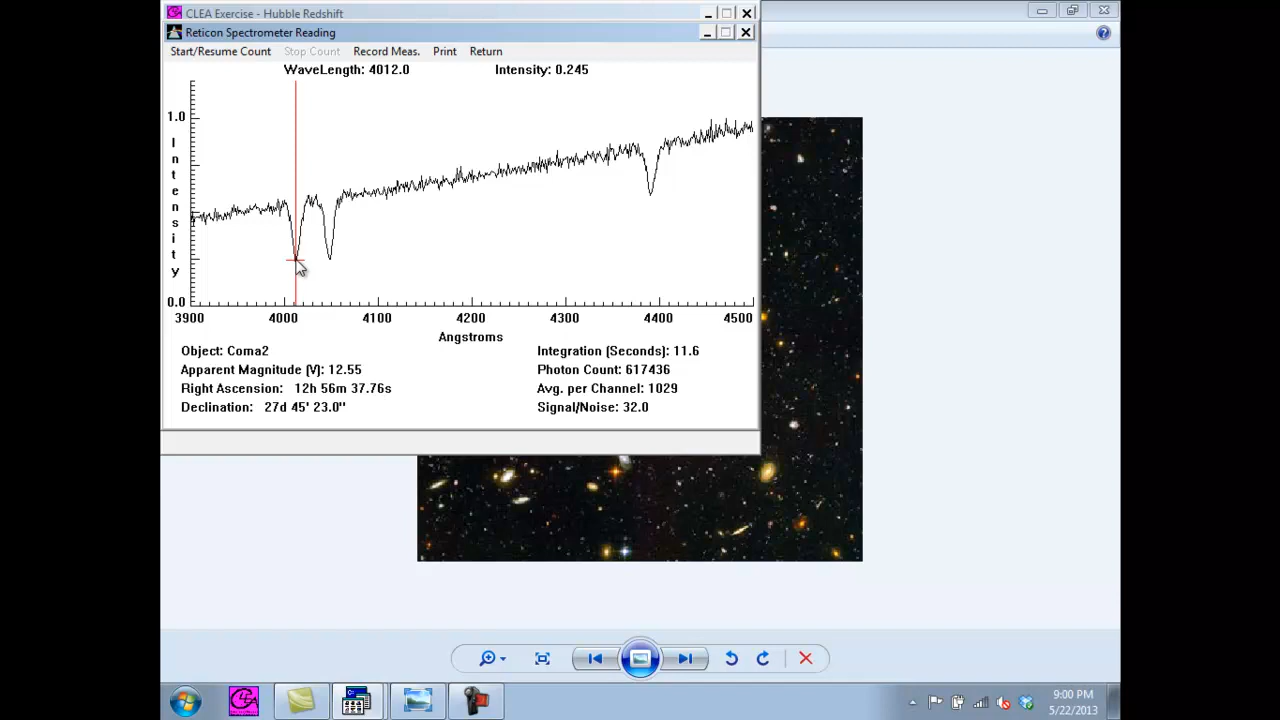 CLEA Exercise - Hubble Redshift
Reticon Spectrometer Reading
Start/Resume Count Stop Count Record Meas. Print Return
WaveLength: 4012.0 Intensity: 0.245
1.0
Intensity
0.0
3900 4000 4100 4200 4300 4400 4500
Angstroms
Object: Coma2
Apparent Magnitude (V): 12.55
Right Ascension: 12h 56m 37.76s
Declination: 27d 45' 23.0''
Integration (Seconds): 11.6
Photon Count: 617436
Avg. per Channel: 1029
Signal/Noise: 32.0
CLEA
9:00 PM
5/22/2013